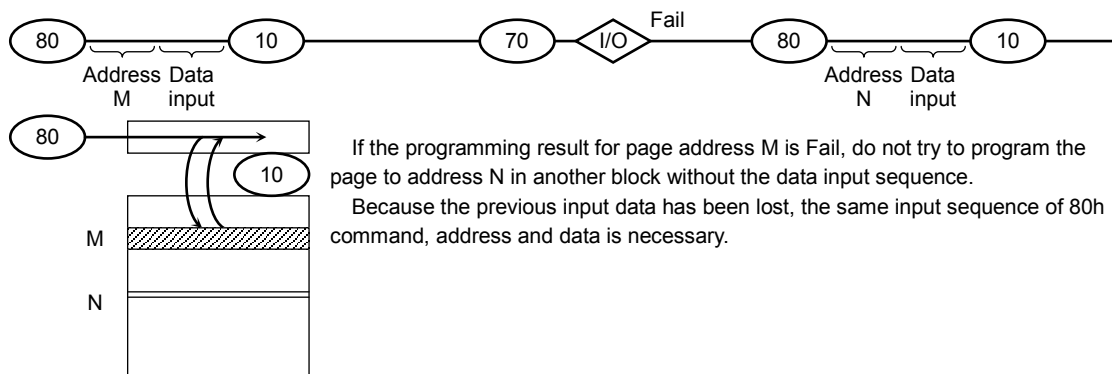 80 10 70 I/O Fail 80 10
Address Data Address Data
M input N input
80
If the programming result for page address M is Fail, do not try to program the
10
page to address N in another block without the data input sequence.
Because the previous input data has been lost, the same input sequence of 80h
M
command, address and data is necessary.
N